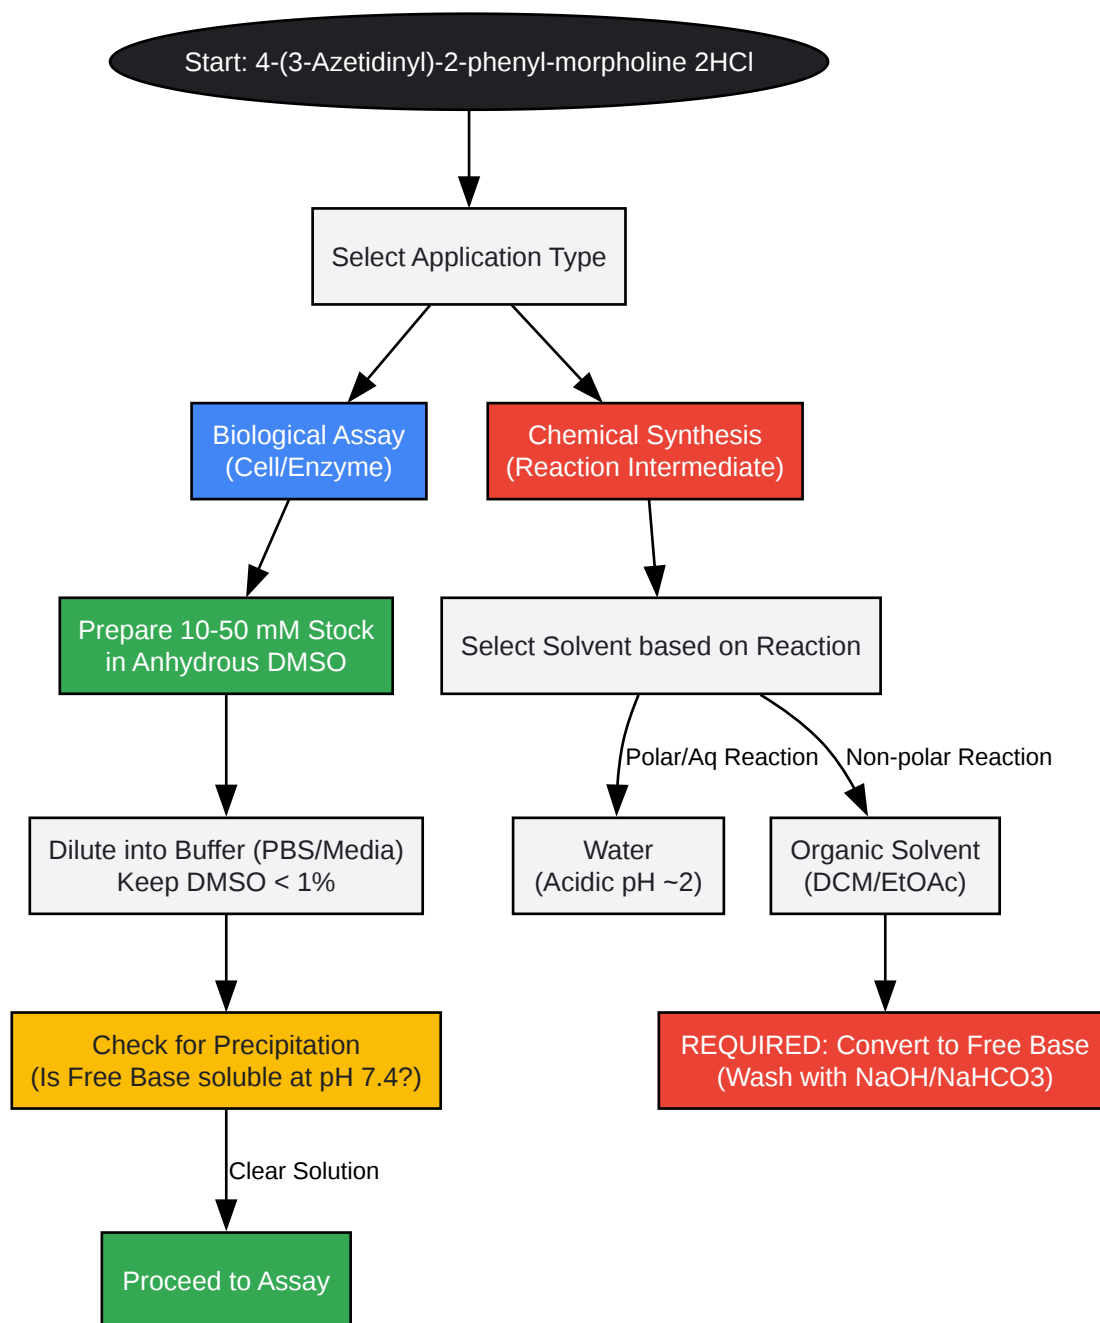 Start: 4-(3-Azetidinyl)-2-phenyl-morpholine 2HCl
Select Application Type
Biological Assay
(Cell/Enzyme)
Chemical Synthesis
(Reaction Intermediate)
Prepare 10-50 mM Stock
in Anhydrous DMSO
Select Solvent based on Reaction
Polar/Aq Reaction
Non-polar Reaction
Dilute into Buffer (PBS/Media)
Keep DMSO < 1%
Water
(Acidic pH ~2)
Organic Solvent
(DCM/EtOAc)
Check for Precipitation
(Is Free Base soluble at pH 7.4?)
REQUIRED: Convert to Free Base
(Wash with NaOH/NaHCO3)
Clear Solution
Proceed to Assay